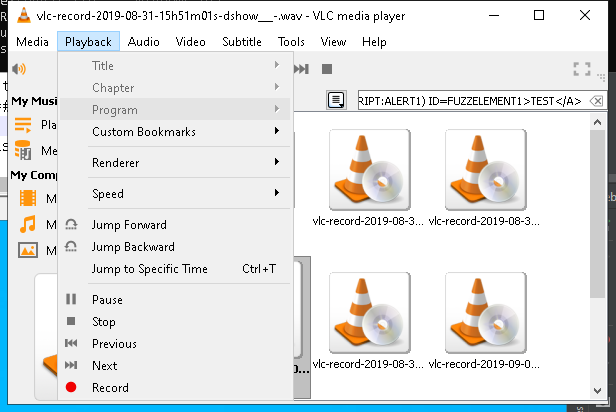 vlc-record-2019-08-31-15h51m01s-dshow__-.wav - VLC media player
Media Playback Audio Video Subtitle Tools View Help
Title
Chapter
Program
Custom Bookmarks
Renderer
Speed
Jump Forward
Jump Backward
Jump to Specific Time Ctrl+T
Pause
Stop
Previous
Next
Record
RIPT:ALERT1) ID=FUZZELEMENT1>TEST</A>
My Musi
Pla
Me
My Comp
M
M
M
vlc-record-2019-08-3...
vlc-record-2019-08-3...
vlc-record-2019-08-3...
vlc-record-2019-09-0...